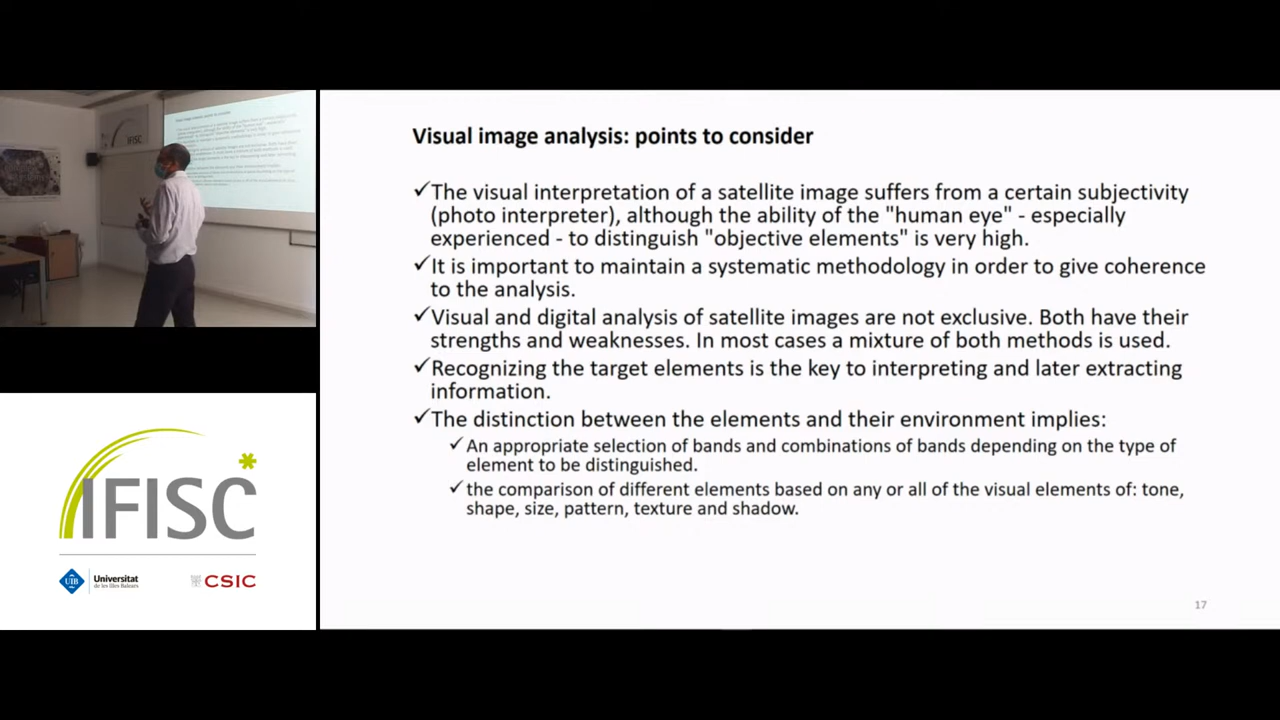 IFISC
Visual image analysis: points to consider
✓The visual interpretation of a satellite image suffers from a certain subjectivity
(photo interpreter), although the ability of the "human eye" - especially
experienced - to distinguish "objective elements" is very high.
✓It is important to maintain a systematic methodology in order to give coherence
to the analysis.
✓Visual and digital analysis of satellite images are not exclusive. Both have their
strengths and weaknesses. In most cases a mixture of both methods is used.
✓Recognizing the target elements is the key to interpreting and later extracting
information.
✓The distinction between the elements and their environment implies:
✓An appropriate selection of bands and combinations of bands depending on the type of
element to be distinguished.
✓the comparison of different elements based on any or all of the visual elements of: tone,
shape, size, pattern, texture and shadow.
17
IFISC
UIB
Universitat
de les Illes Balears
CSIC